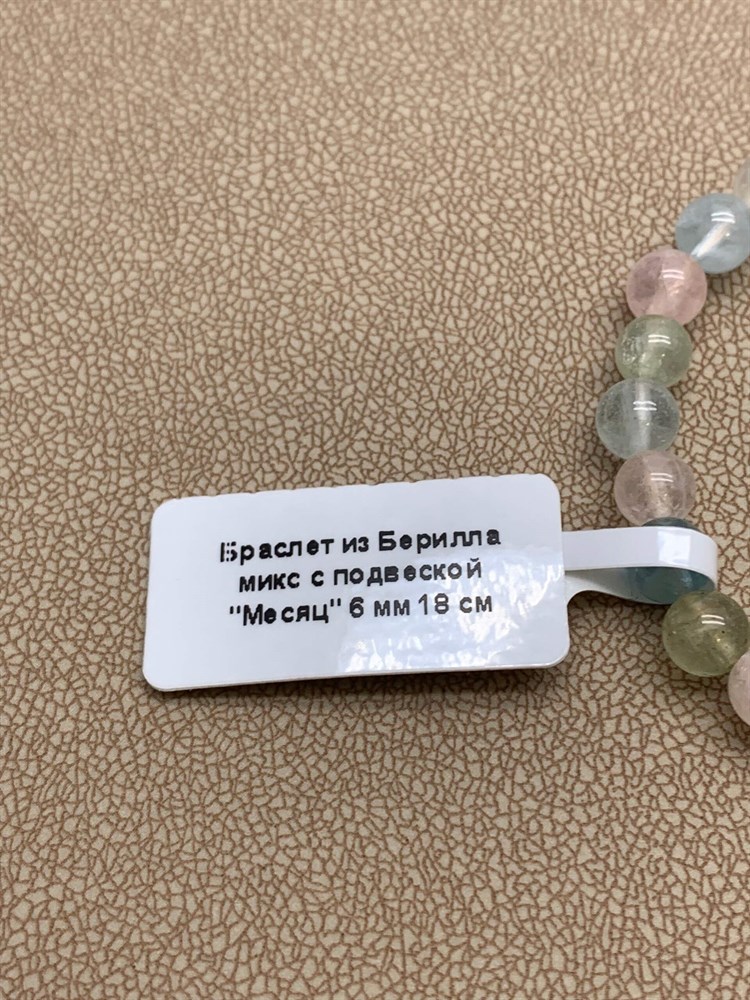 Браслет из Берилла
микс с подвеской
"Месяц" 6 мм 18 см